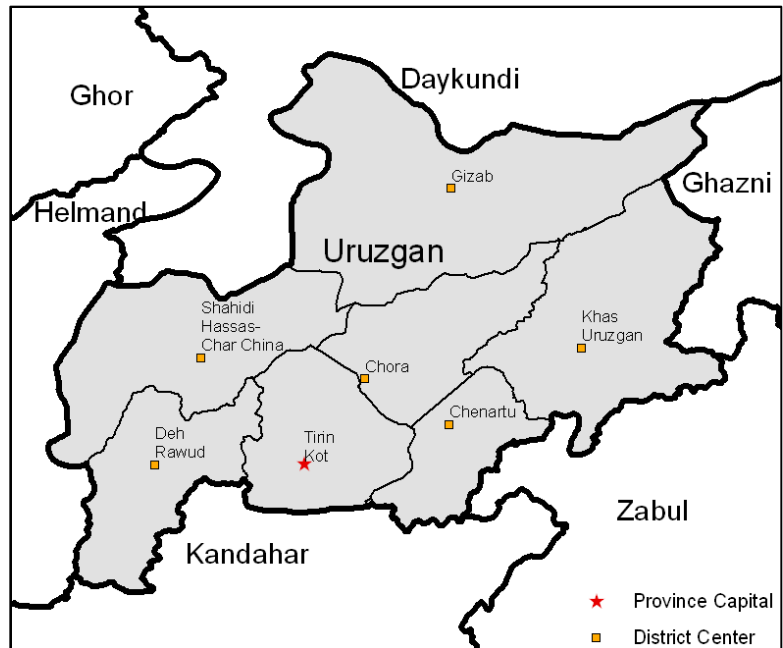 Daykundi
Ghor
Gizab
Ghazni
Helmand
Uruzgan
Shahidi
Hassas-
Char China
Khas
Uruzgan
Chora
Chenartu
Deh
Rawud
Tirin
Kot
Zabul
Kandahar
Province Capital
District Center